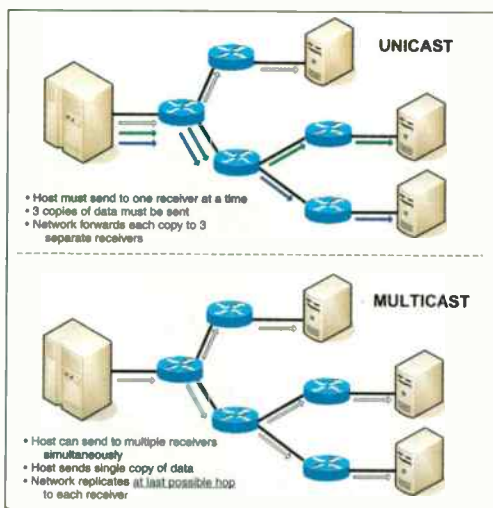 UNICAST
• Host must send to one receiver at a time
• 3 copies of data must be sent
• Network forwards each copy to 3
separate receivers
MULTICAST
• Host can send to multiple receivers
simultaneously
• Host sends single copy of data
• Network replicates at last possible hop
to each receiver